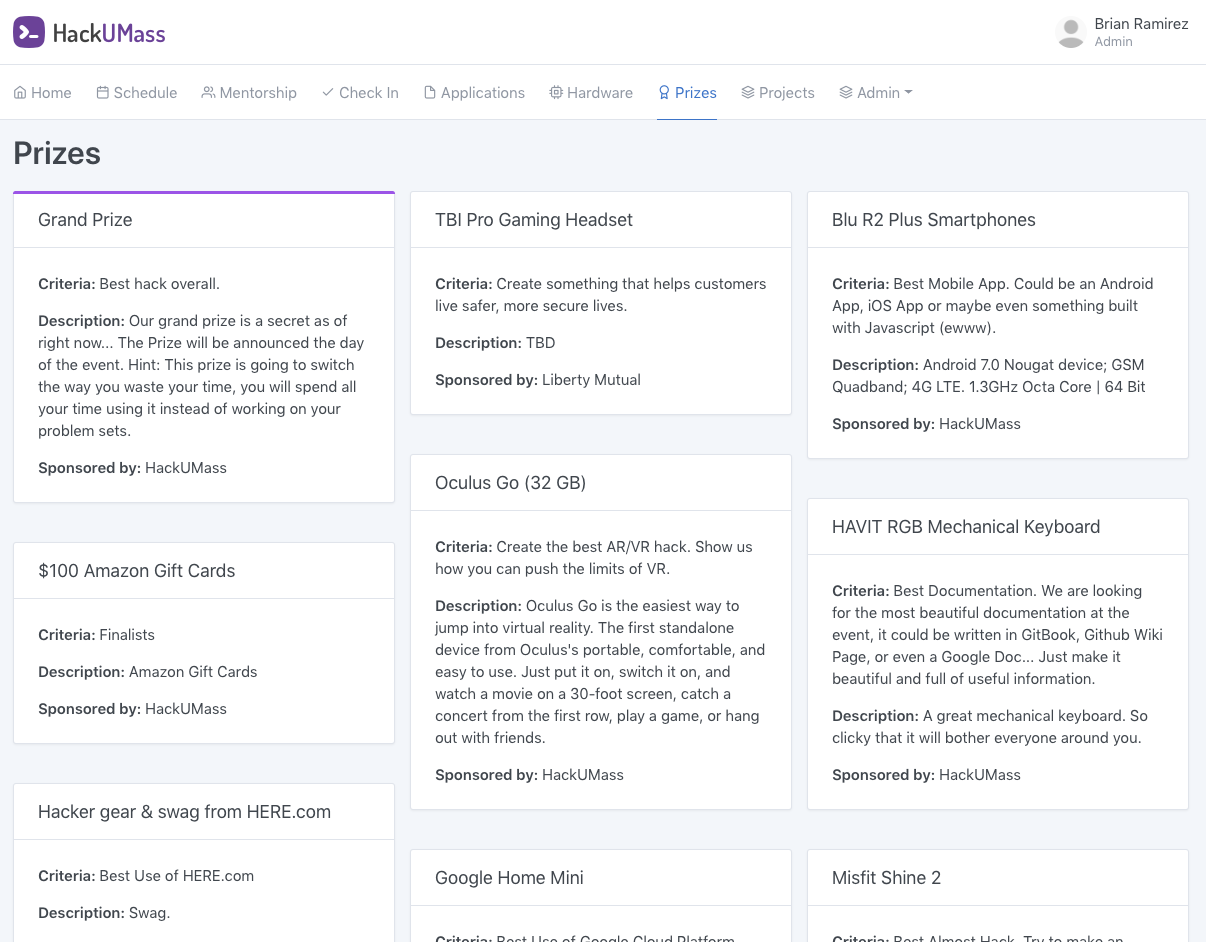 HackUMass
Brian Ramirez
Admin
Home
Schedule
Mentorship
Check In
Applications
Hardware
Prizes
Projects
Admin
Prizes
Grand Prize
Criteria: Best hack overall.
Description: Our grand prize is a secret as of
right now... The Prize will be announced the day
of the event. Hint: This prize is going to switch
the way you waste your time, you will spend all
your time using it instead of working on your
problem sets.
Sponsored by: HackUMass
$100 Amazon Gift Cards
Criteria: Finalists
Description: Amazon Gift Cards
Sponsored by: HackUMass
Hacker gear & swag from HERE.com
Criteria: Best Use of HERE.com
Description: Swag.
TBI Pro Gaming Headset
Criteria: Create something that helps customers
live safer, more secure lives.
Description: TBD
Sponsored by: Liberty Mutual
Oculus Go (32 GB)
Criteria: Create the best AR/VR hack. Show us
how you can push the limits of VR.
Description: Oculus Go is the easiest way to
jump into virtual reality. The first standalone
device from Oculus's portable, comfortable, and
easy to use. Just put it on, switch it on, and
watch a movie on a 30-foot screen, catch a
concert from the first row, play a game, or hang
out with friends.
Sponsored by: HackUMass
Google Home Mini
Criteria: Best Use of Google Cloud Platform
Blu R2 Plus Smartphones
Criteria: Best Mobile App. Could be an Android
App, iOS App or maybe even something built
with Javascript (ewww).
Description: Android 7.0 Nougat device; GSM
Quadband; 4G LTE. 1.3GHz Octa Core | 64 Bit
Sponsored by: HackUMass
HAVIT RGB Mechanical Keyboard
Criteria: Best Documentation. We are looking
for the most beautiful documentation at the
event, it could be written in GitBook, Github Wiki
Page, or even a Google Doc... Just make it
beautiful and full of useful information.
Description: A great mechanical keyboard. So
clicky that it will bother everyone around you.
Sponsored by: HackUMass
Misfit Shine 2
Criteria: Best Almost Hack. Try to make an